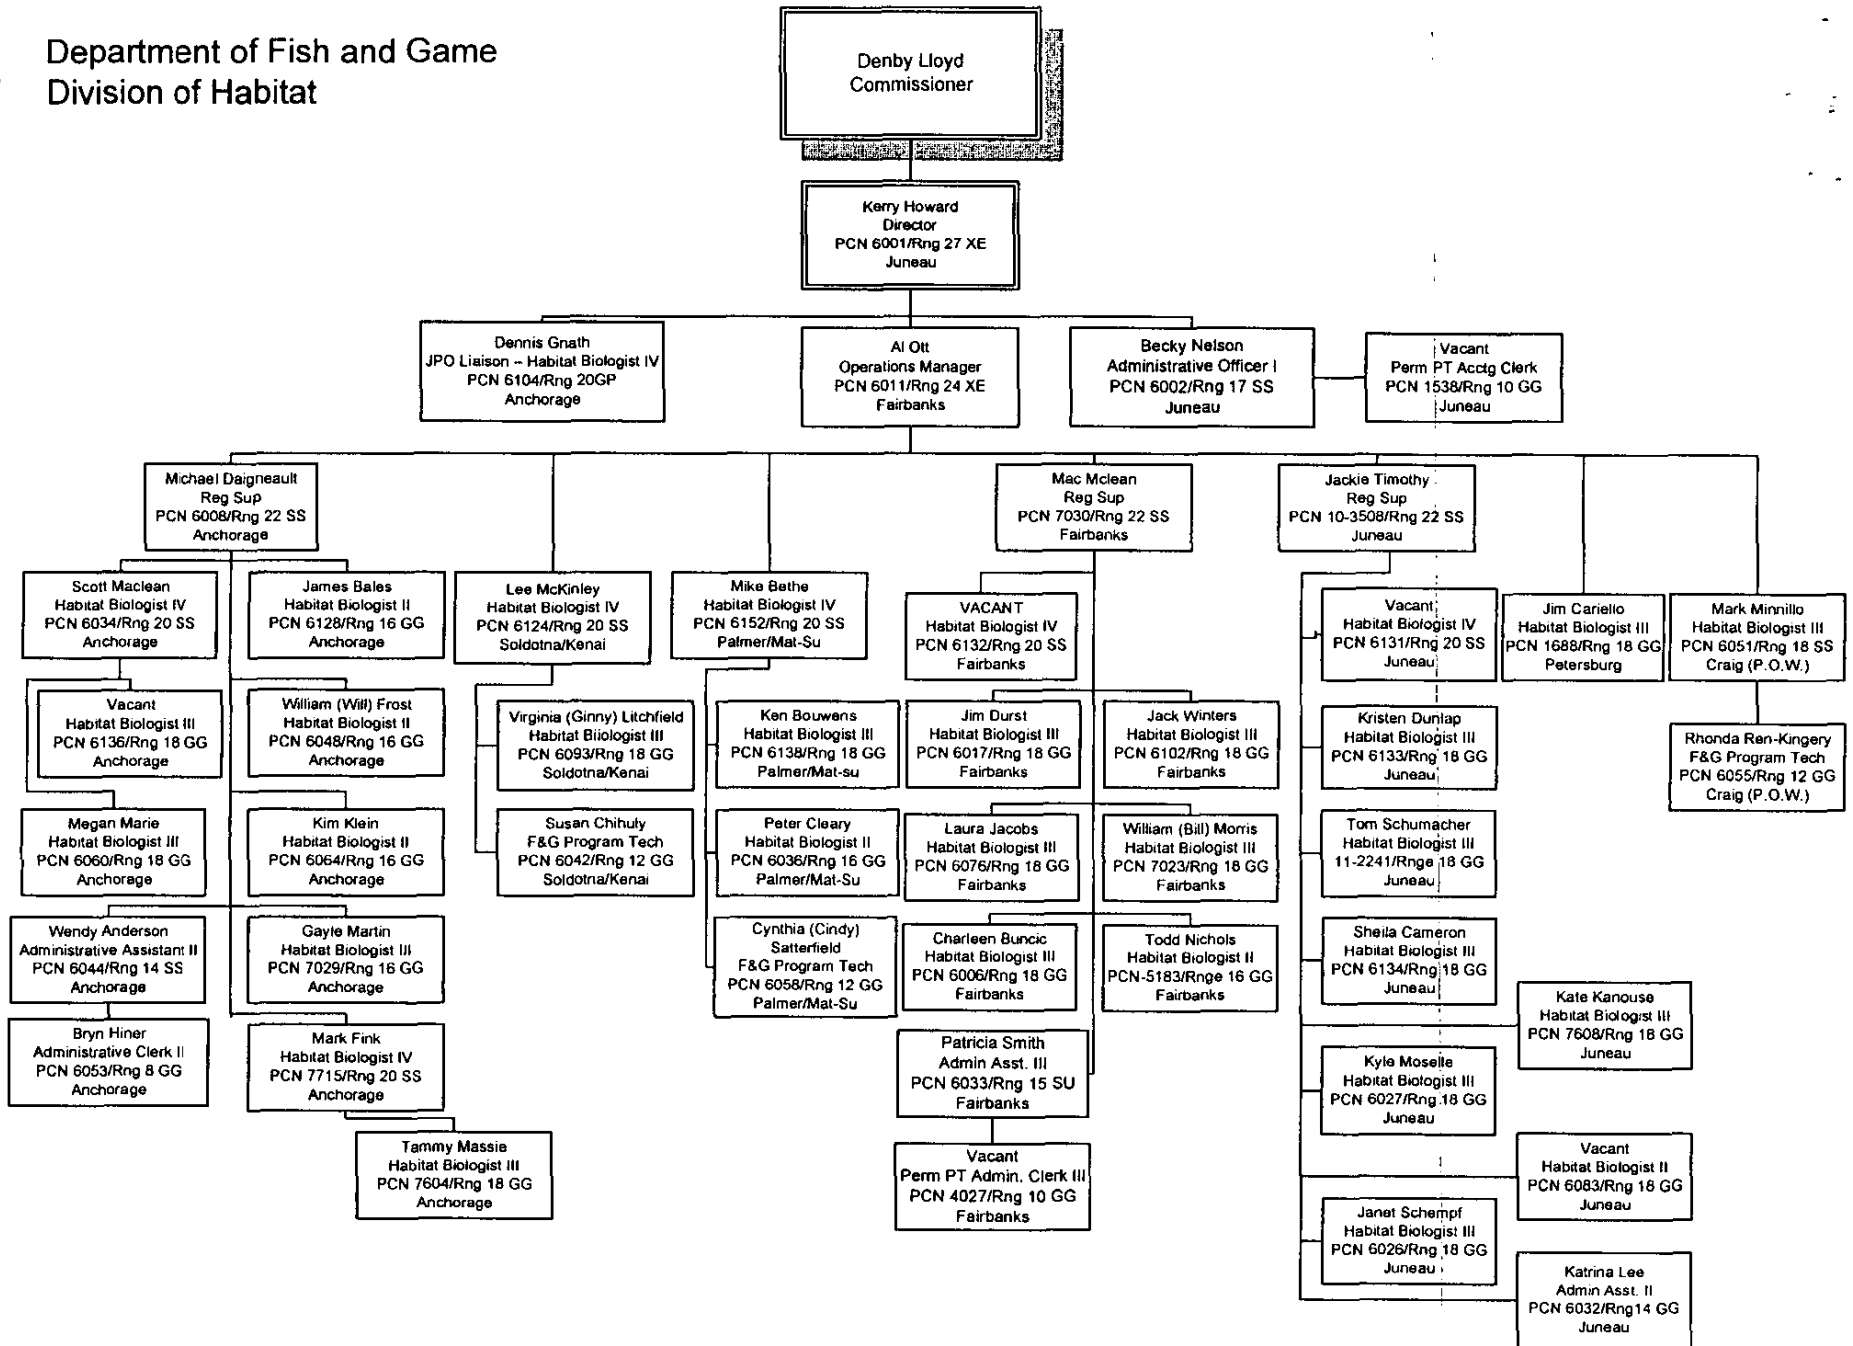 Department of Fish and Game
Division of Habitat
Denby Lloyd
Commissioner
Kerry Howard
Director
PCN 6001/Rng 27 XE
Juneau
Dennis Gnath
JPO Liaison – Habitat Biologist IV
PCN 6104/Rng 20GP
Anchorage
Al Ott
Operations Manager
PCN 6011/Rng 24 XE
Fairbanks
Becky Nelson
Administrative Officer I
PCN 6002/Rng 17 SS
Juneau
Vacant
Perm PT Acctg Clerk
PCN 1538/Rng 10 GG
Juneau
Michael Daigneault
Reg Sup
PCN 6008/Rng 22 SS
Anchorage
Mac Mclean
Reg Sup
PCN 7030/Rng 22 SS
Fairbanks
Jackie Timothy
Reg Sup
PCN 10-3508/Rng 22 SS
Juneau
Scott Maclean
Habitat Biologist IV
PCN 6034/Rng 20 SS
Anchorage
James Bales
Habitat Biologist II
PCN 6128/Rng 16 GG
Anchorage
Lee McKinley
Habitat Biologist IV
PCN 6124/Rng 20 SS
Soldotna/Kenai
Mike Bethe
Habitat Biologist IV
PCN 6152/Rng 20 SS
Palmer/Mat-Su
VACANT
Habitat Biologist IV
PCN 6132/Rng 20 SS
Fairbanks
Vacant
Habitat Biologist IV
PCN 6131/Rng 20 SS
Juneau
Jim Cariello
Habitat Biologist III
PCN 1688/Rng 18 GG
Petersburg
Mark Minnillo
Habitat Biologist III
PCN 6051/Rng 18 SS
Craig (P.O.W.)
Vacant
Habitat Biologist III
PCN 6136/Rng 18 GG
Anchorage
William (Will) Frost
Habitat Biologist II
PCN 6048/Rng 16 GG
Anchorage
Virginia (Ginny) Litchfield
Habitat Biiologist III
PCN 6093/Rng 18 GG
Soldotna/Kenai
Ken Bouwens
Habitat Biologist III
PCN 6138/Rng 18 GG
Palmer/Mat-su
Jim Durst
Habitat Biologist III
PCN 6017/Rng 18 GG
Fairbanks
Jack Winters
Habitat Biologist III
PCN 6102/Rng 18 GG
Fairbanks
Kristen Dunlap
Habitat Biologist III
PCN 6133/Rng 18 GG
Juneau
Rhonda Ren-Kingery
F&G Program Tech
PCN 6055/Rng 12 GG
Craig (P.O.W.)
Megan Marie
Habitat Biologist III
PCN 6060/Rng 18 GG
Anchorage
Kim Klein
Habitat Biologist II
PCN 6064/Rng 16 GG
Anchorage
Susan Chihuly
F&G Program Tech
PCN 6042/Rng 12 GG
Soldotna/Kenai
Peter Cleary
Habitat Biologist II
PCN 6036/Rng 16 GG
Palmer/Mat-Su
Laura Jacobs
Habitat Biologist III
PCN 6076/Rng 18 GG
Fairbanks
William (Bill) Morris
Habitat Biologist III
PCN 7023/Rng 18 GG
Fairbanks
Tom Schumacher
Habitat Biologist III
11-2241/Rnge 18 GG
Juneau
Wendy Anderson
Administrative Assistant II
PCN 6044/Rng 14 SS
Anchorage
Gayle Martin
Habitat Biologist III
PCN 7029/Rng 16 GG
Anchorage
Cynthia (Cindy)
Satterfield
F&G Program Tech
PCN 6058/Rng 12 GG
Palmer/Mat-Su
Charleen Buncic
Habitat Biologist III
PCN 6006/Rng 18 GG
Fairbanks
Todd Nichols
Habitat Biologist II
PCN-5183/Rnge 16 GG
Fairbanks
Sheila Cameron
Habitat Biologist III
PCN 6134/Rng 18 GG
Juneau
Kate Kanouse
Habitat Biologist III
PCN 7608/Rng 18 GG
Juneau
Bryn Hiner
Administrative Clerk II
PCN 6053/Rng 8 GG
Anchorage
Mark Fink
Habitat Biologist IV
PCN 7715/Rng 20 SS
Anchorage
Patricia Smith
Admin Asst. III
PCN 6033/Rng 15 SU
Fairbanks
Kyle Moselle
Habitat Biologist III
PCN 6027/Rng 18 GG
Juneau
Tammy Massie
Habitat Biologist III
PCN 7604/Rng 18 GG
Anchorage
Vacant
Perm PT Admin. Clerk III
PCN 4027/Rng 10 GG
Fairbanks
Vacant
Habitat Biologist II
PCN 6083/Rng 18 GG
Juneau
Janet Schempf
Habitat Biologist III
PCN 6026/Rng 18 GG
Juneau
Katrina Lee
Admin Asst. II
PCN 6032/Rng14 GG
Juneau